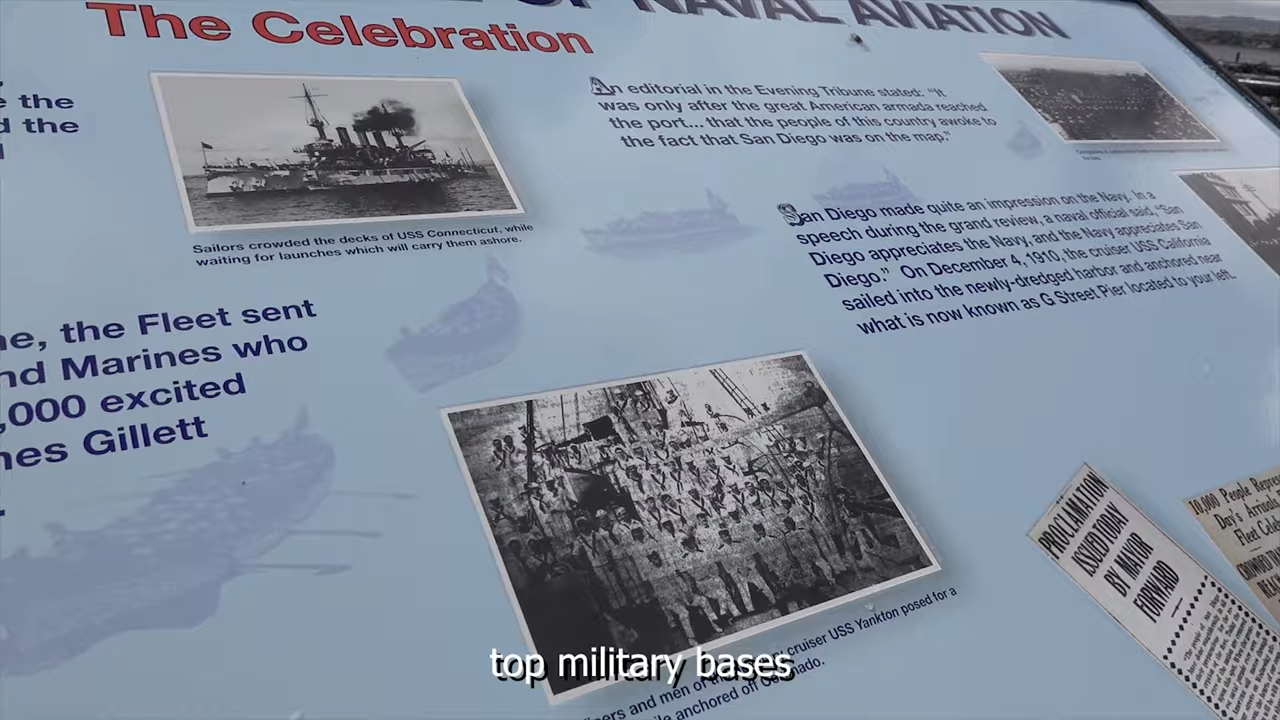 OF NAVAL AVIATION
The Celebration
e the
d the
Sailors crowded the decks of USS Connecticut, while
waiting for launches which will carry them ashore.
An editorial in the Evening Tribune stated: “It
was only after the great American armada reached
the port... that the people of this country awoke to
the fact that San Diego was on the map.”
San Diego made quite an impression on the Navy. In a
speech during the grand review, a naval official said, “San
Diego appreciates the Navy, and the Navy appreciates San
Diego.” On December 4, 1910, the cruiser USS California
sailed into the newly-dredged harbor and anchored near
what is now known as G Street Pier located to your left.
ne, the Fleet sent
nd Marines who
,000 excited
mes Gillett
cruiser USS Yankton posed for a
and men of
anchored off
PROCLAMATION
ISSUED TODAY
BY MAYOR
FORWARD
10,000 People
Day's
Fleet
top military bases